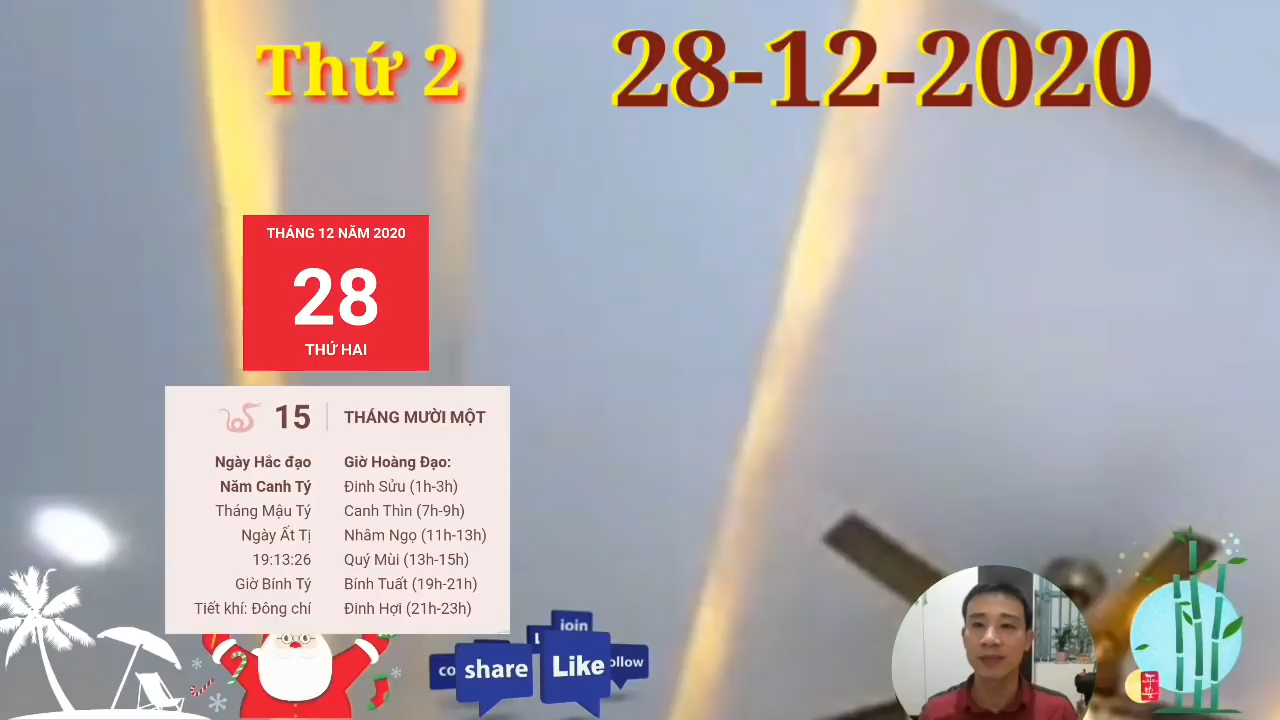 Thứ 2
28-12-2020
THÁNG 12 NĂM 2020
28
THỨ HAI
15
THÁNG MƯỜI MỘT
Ngày Hắc đạo
Năm Canh Tý
Tháng Mậu Tý
Ngày Ất Tị
19:13:26
Giờ Bính Tý
Tiết khí: Đông chí
Giờ Hoàng Đạo:
Đinh Sửu (1h-3h)
Canh Thìn (7h-9h)
Nhâm Ngọ (11h-13h)
Quý Mùi (13h-15h)
Bính Tuất (19h-21h)
Đinh Hợi (21h-23h)
join
co
share
L
Like
ollow